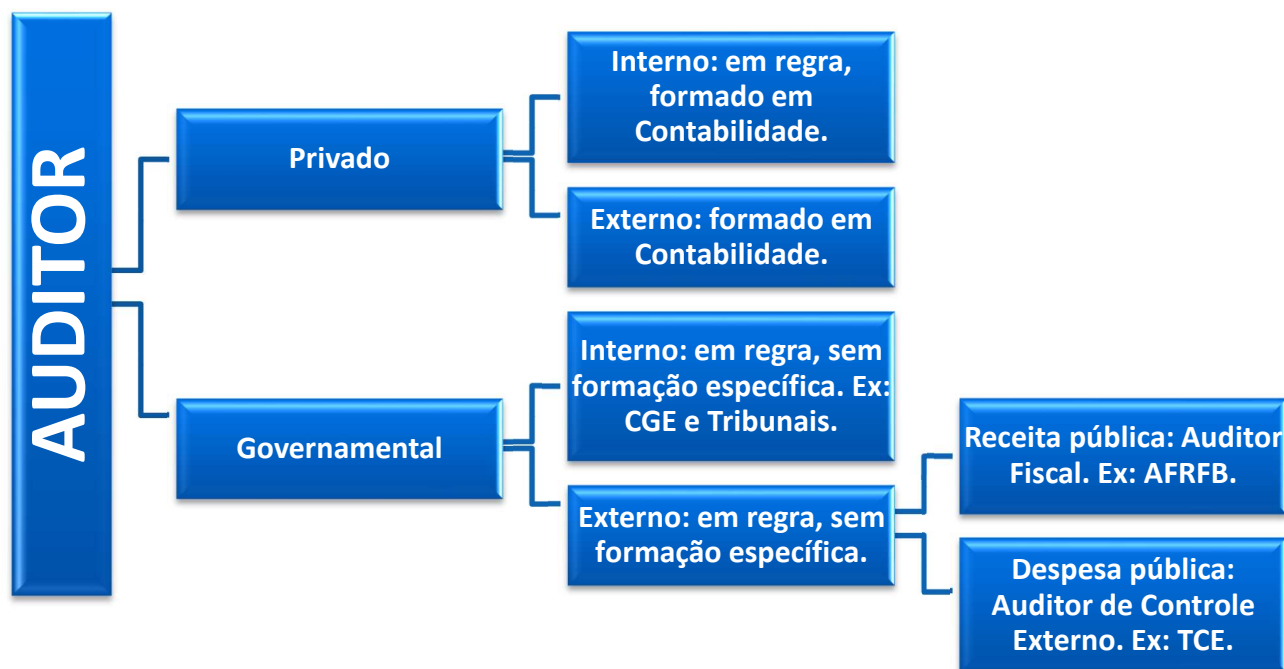 AUDITOR
Privado
Interno: em regra,
formado em
Contabilidade.
Externo: formado em
Contabilidade.
Governamental
Interno: em regra, sem
formação específica. Ex:
CGE e Tribunais.
Externo: em regra, sem
formação específica.
Receita pública: Auditor
Fiscal. Ex: AFRFB.
Despesa pública:
Auditor de Controle
Externo. Ex: TCE.